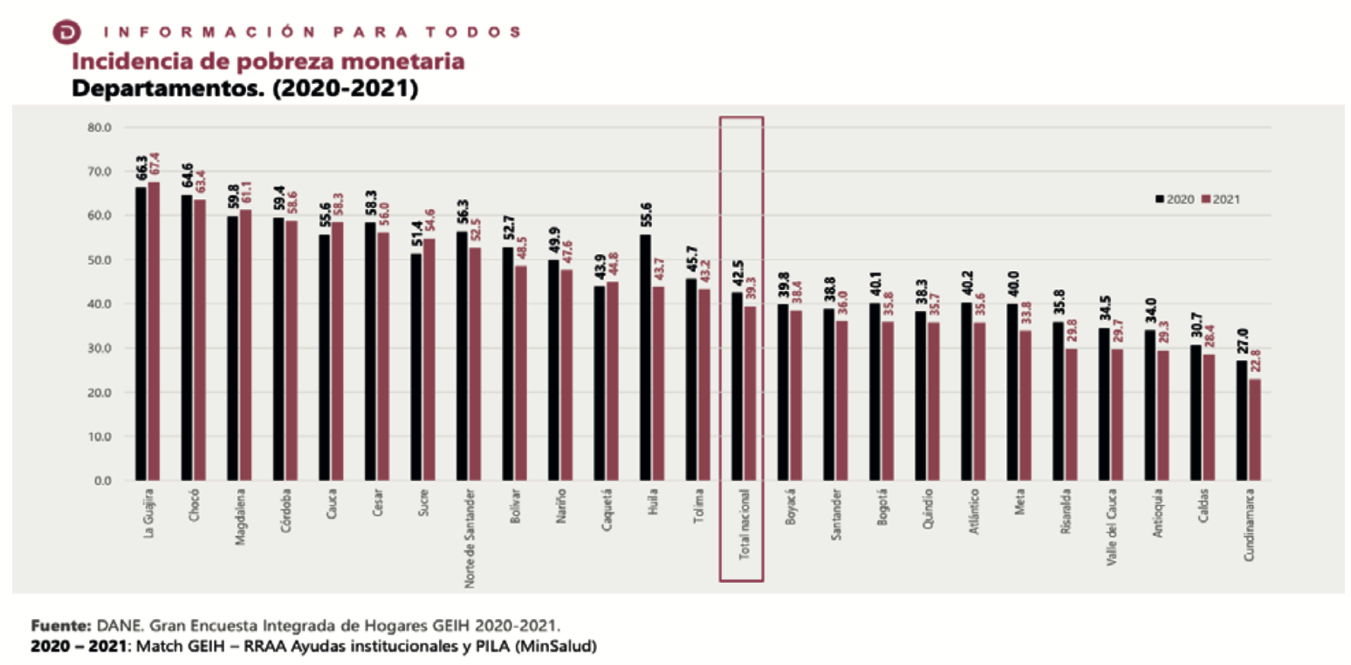 D INFORMACIÓN PARA TODOS
Incidencia de pobreza monetaria
Departamentos. (2020-2021)
80.0
70.0
60.0
50.0
40.0
30.0
20.0
10.0
0.0
66.3 67.4
64.6 63.4
59.8 61.1
59.4 58.6
55.6 58.3
58.3 56.0
51.4 54.6
56.3 52.5
52.7 48.5
49.9 47.6
43.9 44.8
55.6 43.7
45.7 43.2
42.5 39.3
39.8 38.4
38.8 36.0
40.1 35.8
38.3 35.7
40.2 35.6
40.0 33.8
35.8 29.8
34.5 29.7
34.0 29.3
30.7 28.4
27.0 22.8
2020 2021
La Guajira
Chocó
Magdalena
Córdoba
Cauca
Cesar
Sucre
Norte de Santander
Bolívar
Nariño
Caquetá
Huila
Tolima
Total nacional
Boyacá
Santander
Bogotá
Quindio
Atlántico
Meta
Risaralda
Valle del Cauca
Antioquia
Caldas
Cundinamarca
Fuente: DANE. Gran Encuesta Integrada de Hogares GEIH 2020-2021.
2020 – 2021: Match GEIH – RRAA Ayudas institucionales y PILA (MinSalud)